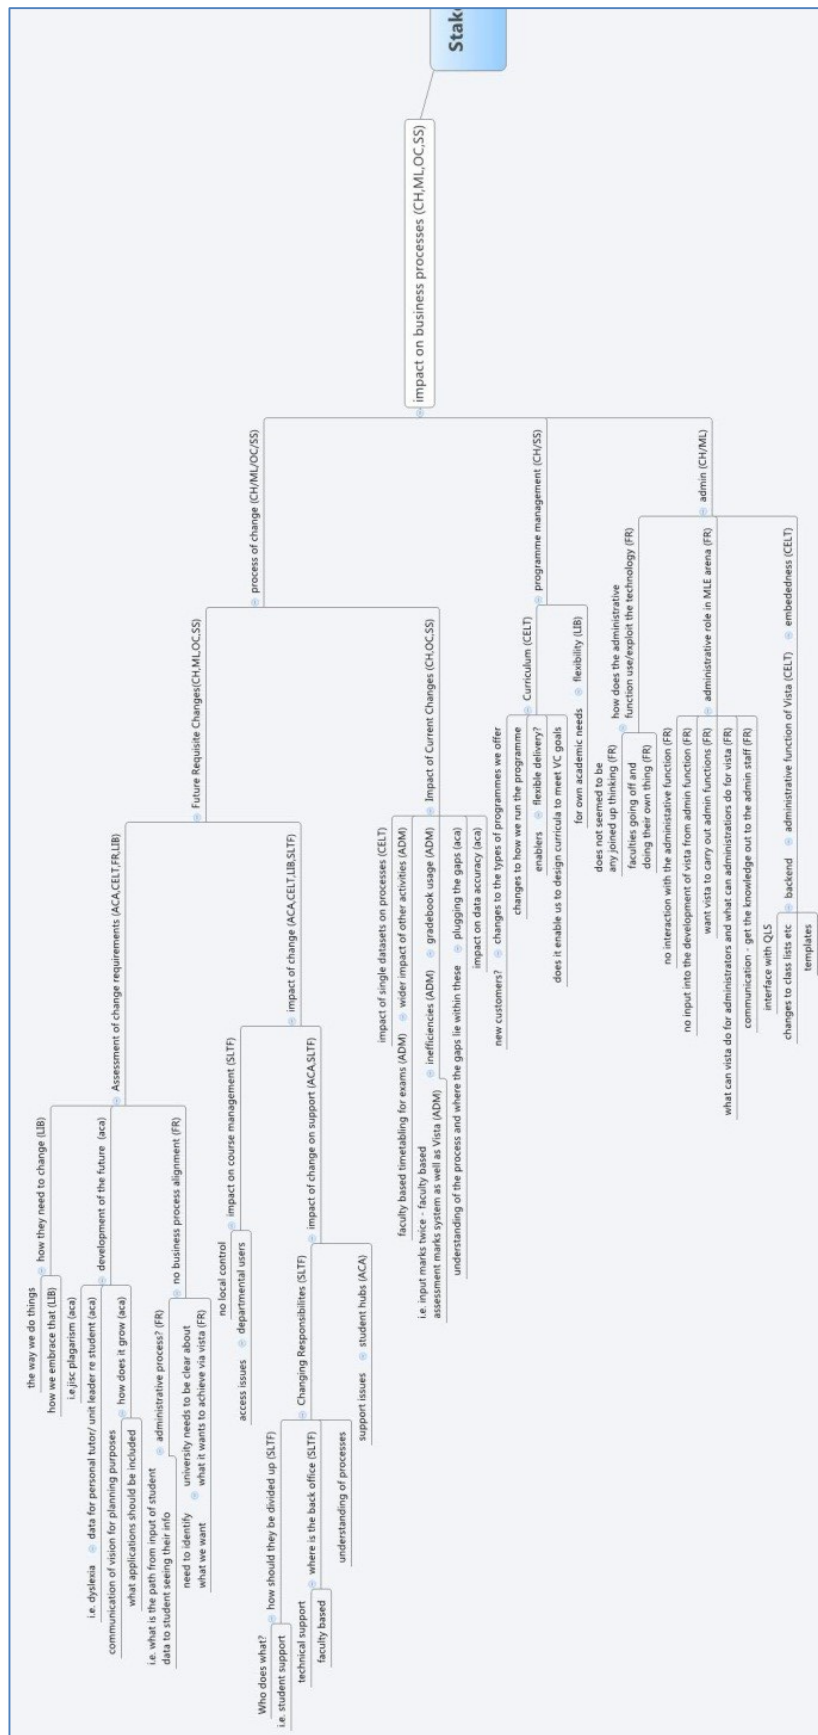 Stak
impact on business processes (CH,ML,OC,SS)
process of change (CH/ML/OC/SS)
Future Requisite Changes(CH,ML,OC,SS)
Assessment of change requirements (ACA,CELT,FR,LIB)
how they need to change (LIB)
the way we do things
how we embrace that (LIB)
development of the future (aca)
i.e.jisc plagarism (aca)
data for personal tutor/ unit leader re student (aca)
i.e. dyslexia
communication of vision for planning purposes
how does it grow (aca)
what applications should be included
no business process alignment (FR)
administrative process? (FR)
i.e. what is the path from input of student
data to student seeing their info
university needs to be clear about
what it wants to achieve via vista (FR)
need to identify
what we want
impact of change (ACA,CELT,LIB,SLTF)
impact on course management (SLTF)
no local control
departmental users
access issues
impact of change on support (ACA,SLTF)
Changing Responsibilites (SLTF)
how should they be divided up (SLTF)
Who does what?
i.e. student support
where is the back office (SLTF)
technical support
faculty based
understanding of processes
student hubs (ACA)
support issues
Impact of Current Changes (CH,OC,SS)
impact of single datasets on processes (CELT)
wider impact of other activities (ADM)
faculty based timetabling for exams (ADM)
gradebook usage (ADM)
inefficiencies (ADM)
i.e. input marks twice - faculty based
assessment marks system as well as Vista (ADM)
plugging the gaps (aca)
understanding of the process and where the gaps lie within these
impact on data accuracy (aca)
programme management (CH/SS)
Curriculum (CELT)
changes to the types of programmes we offer
new customers?
changes to how we run the programme
flexible delivery?
enablers
does it enable us to design curricula to meet VC goals
flexibility (LIB)
for own academic needs
admin (CH/ML)
how does the administrative
function use/exploit the technology (FR)
does not seemed to be
any joined up thinking (FR)
faculties going off and
doing their own thing (FR)
administrative role in MLE arena (FR)
no interaction with the administative function (FR)
no input into the development of vista from admin function (FR)
want vista to carry out admin functions (FR)
what can vista do for administrators and what can administratiors do for vista (FR)
communication - get the knowledge out to the admin staff (FR)
embededness (CELT)
administrative function of Vista (CELT)
backend
interface with QLS
changes to class lists etc
templates